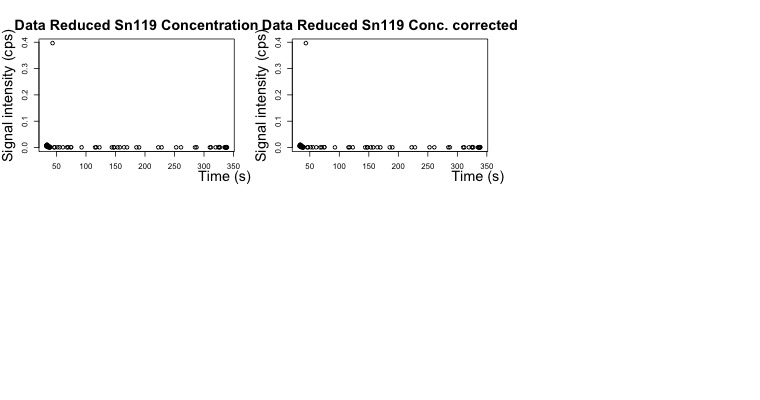 Data Reduced Sn119 Concentration
Signal intensity (cps)
0.4
0.3
0.2
0.1
0.0
50 100 150 200 250 300 350
Time (s)
Data Reduced Sn119 Conc. corrected
Signal intensity (cps)
0.4
0.3
0.2
0.1
0.0
50 100 150 200 250 300 350
Time (s)